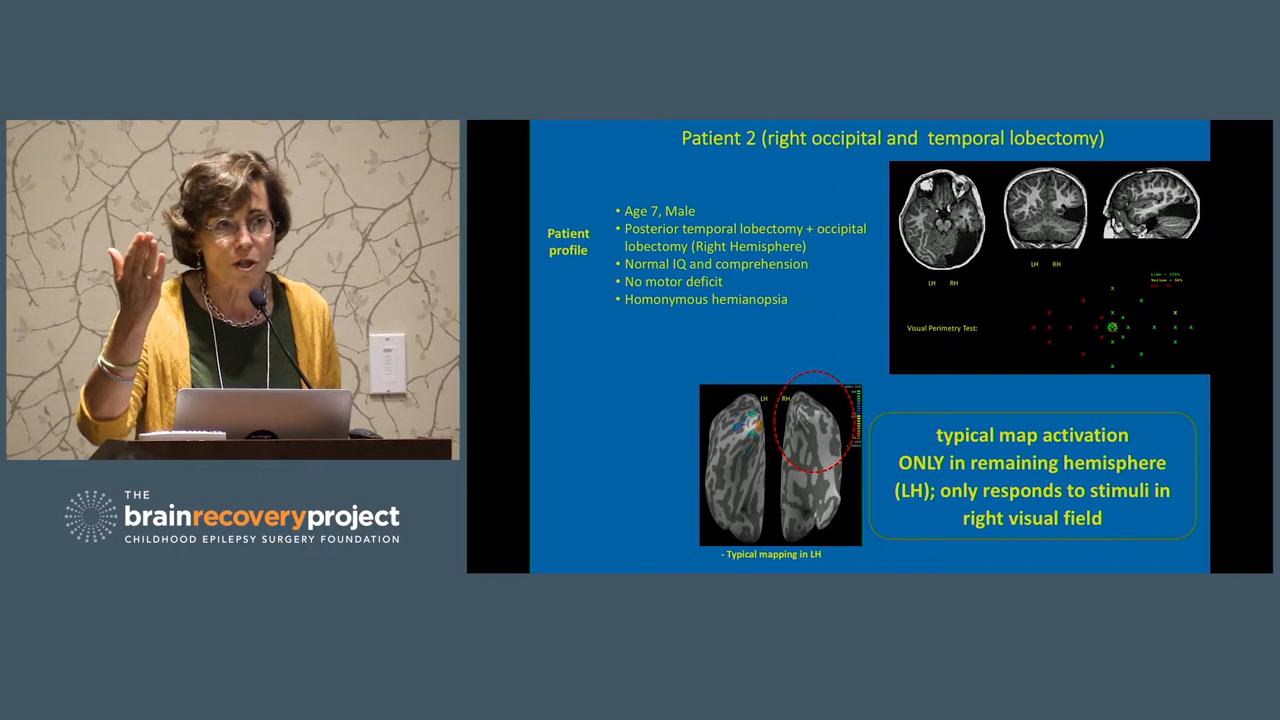 Patient 2 (right occipital and temporal lobectomy)
Patient
profile
• Age 7, Male
• Posterior temporal lobectomy + occipital
lobectomy (Right Hemisphere)
• Normal IQ and comprehension
• No motor deficit
• Homonymous hemianopsia
LH RH
LH RH
Visual Perimetry Test:
LH RH
- Typical mapping in LH
typical map activation
ONLY in remaining hemisphere
(LH); only responds to stimuli in
right visual field
THE
brainrecoveryproject
CHILDHOOD EPILEPSY SURGERY FOUNDATION